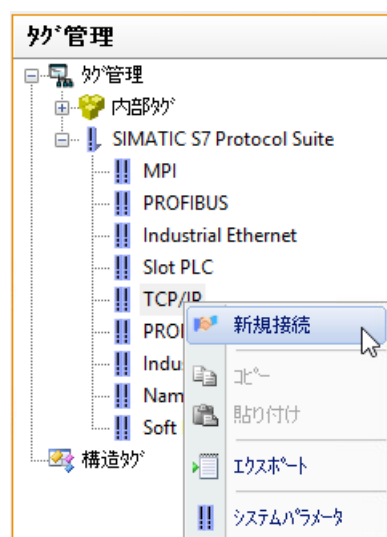 ﾀｸﾞ管理
ﾀｸﾞ管理
内部ﾀｸﾞ
SIMATIC S7 Protocol Suite
MPI
PROFIBUS
Industrial Ethernet
Slot PLC
TCP/IP
新規接続
ｺﾋﾟｰ
貼り付け
Soft
構造ﾀｸﾞ
ｴｸｽﾎﾟｰﾄ
ｼｽﾃﾑﾊﾟﾗﾒｰﾀ